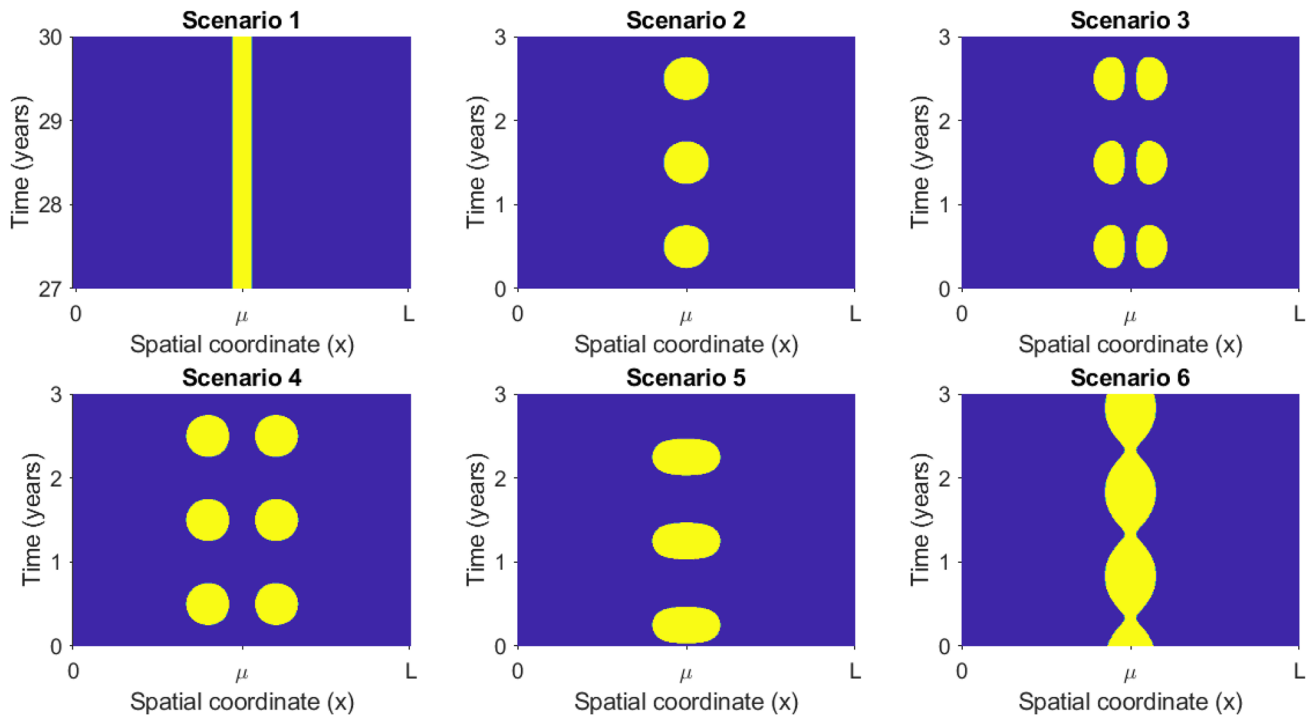 Scenario 1
30
29
28
27
Time (years)
0
μ
L
Spatial coordinate (x)
Scenario 2
3
2
1
0
Time (years)
0
μ
L
Spatial coordinate (x)
Scenario 3
3
2
1
0
Time (years)
0
μ
L
Spatial coordinate (x)
Scenario 4
3
2
1
0
Time (years)
0
μ
L
Spatial coordinate (x)
Scenario 5
3
2
1
0
Time (years)
0
μ
L
Spatial coordinate (x)
Scenario 6
3
2
1
0
Time (years)
0
μ
L
Spatial coordinate (x)